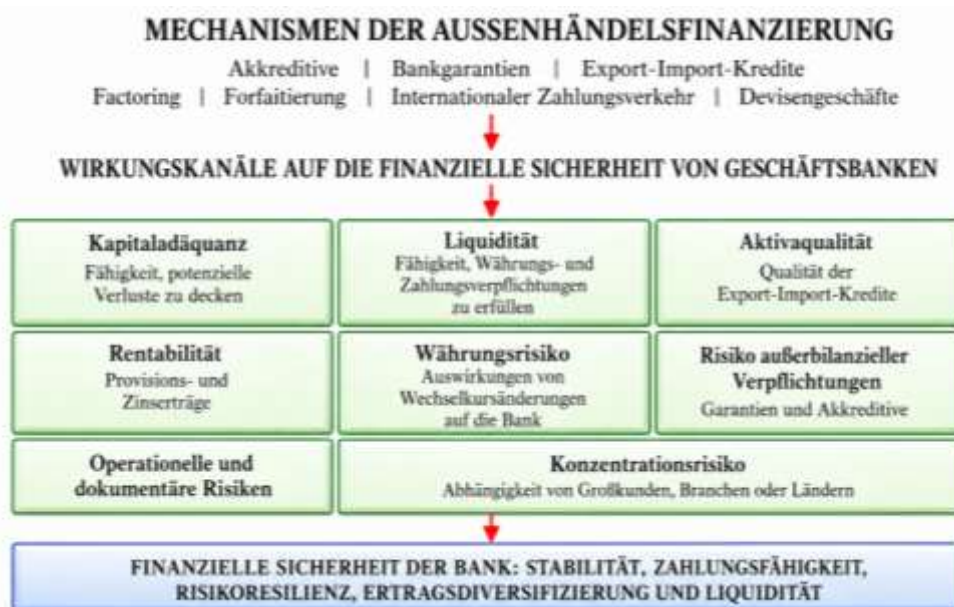 MECHANISMEN DER AUSSENHÄNDELSFINANZIERUNG
Akkreditive | Bankgarantien | Export-Import-Kredite
Factoring | Forfaitierung | Internationaler Zahlungsverkehr | Devisengeschäfte
WIRKUNGSKANÄLE AUF DIE FINANZIELLE SICHERHEIT VON GESCHÄFTSBANKEN
Kapitaladäquanz
Fähigkeit, potenzielle
Verluste zu decken
Liquidität
Fähigkeit, Währungs- und
Zahlungsverpflichtungen
zu erfüllen
Aktivaqualität
Qualität der
Export-Import-Kredite
Rentabilität
Provisions- und
Zinserträge
Währungsrisiko
Auswirkungen von
Wechselkursänderungen
auf die Bank
Risiko außerbilanzieller
Verpflichtungen
Garantien und Akkreditive
Operationelle und
dokumentäre Risiken
Konzentrationsrisiko
Abhängigkeit von Großkunden, Branchen oder Ländern
FINANZIELLE SICHERHEIT DER BANK: STABILITÄT, ZAHLUNGSFÄHIGKEIT,
RISIKORESILIENZ, ERTRAGSDIVERSIFIZIERUNG UND LIQUIDITÄT